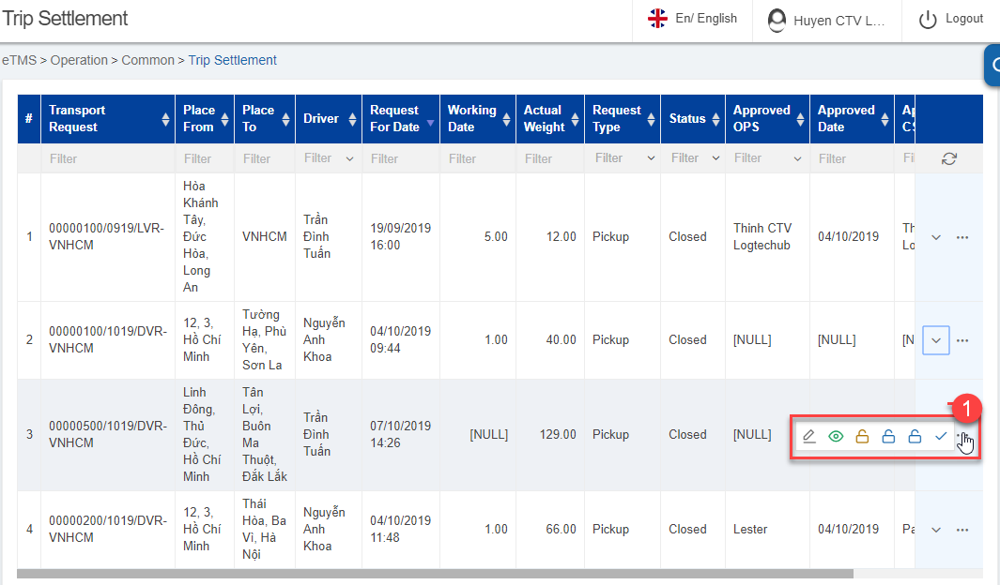 Trip Settlement
En/ English
Huyen CTV L...
Logout
eTMS > Operation > Common > Trip Settlement
#
Transport
Request
Place
From
Place
To
Driver
Request
For Date
Working
Date
Actual
Weight
Request
Type
Status
Approved
OPS
Approved
Date
Filter
Filter
Filter
Filter
Filter
Filter
Filter
Filter
Filter
Filter
Filter
1
00000100/0919/LVR-
VNHCM
Hòa
Khánh
Tây,
Đức
Hòa,
Long
An
VNHCM
Trần
Đình
Tuấn
19/09/2019
16:00
5.00
12.00
Pickup
Closed
Thinh CTV
Logtechub
04/10/2019
2
00000100/1019/DVR-
VNHCM
12, 3,
Hồ Chí
Minh
Tường
Hạ, Phù
Yên,
Sơn La
Nguyễn
Anh
Khoa
04/10/2019
09:44
1.00
40.00
Pickup
Closed
[NULL]
[NULL]
3
00000500/1019/DVR-
VNHCM
Linh
Đông,
Thủ
Đức,
Hồ Chí
Minh
Tân
Lợi,
Buôn
Ma
Thuột,
Đắk Lắk
Trần
Đình
Tuấn
07/10/2019
14:26
[NULL]
129.00
Pickup
Closed
[NULL]
1
4
00000200/1019/DVR-
VNHCM
12, 3,
Hồ Chí
Minh
Thái
Hòa, Ba
Vì, Hà
Nội
Nguyễn
Anh
Khoa
04/10/2019
11:48
1.00
66.00
Pickup
Closed
Lester
04/10/2019